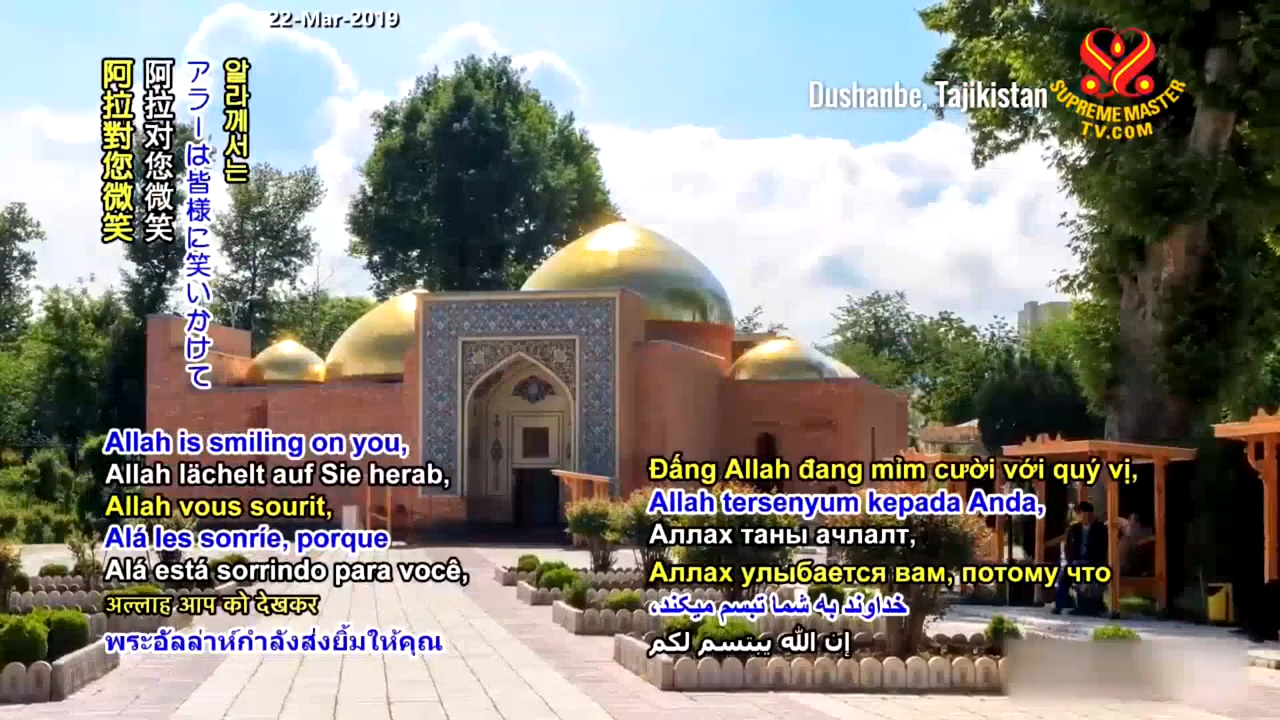 22-Mar-2019
Dushanbe, Tajikistan
SUPREME MASTER
TV.COM
알라께서는
アラーは皆様に笑いかけて
阿拉对您微笑
阿拉對您微笑
Allah is smiling on you,
Allah lächelt auf Sie herab,
Allah vous sourit,
Alá les sonríe, porque
Alá está sorrindo para você,
अल्लाह आप को देखकर
พระอัลล่าห์กำลังส่งยิ้มให้คุณ
Đấng Allah đang mỉm cười với quý vị,
Allah tersenyum kepada Anda,
Аллах таны ачлалт,
Аллах улыбается вам, потому что
خداوند به شما تبسم میکند،
إن الله يبتسم لكم